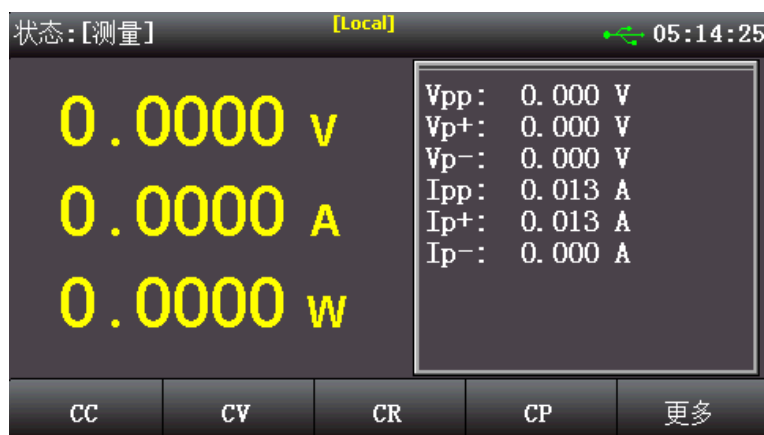 状态:[测量] [Local] 05:14:25
0.0000 V
0.0000 A
0.0000 W
Vpp: 0.000 V
Vp+: 0.000 V
Vp-: 0.000 V
Ipp: 0.013 A
Ip+: 0.013 A
Ip-: 0.000 A
CC CV CR CP 更多